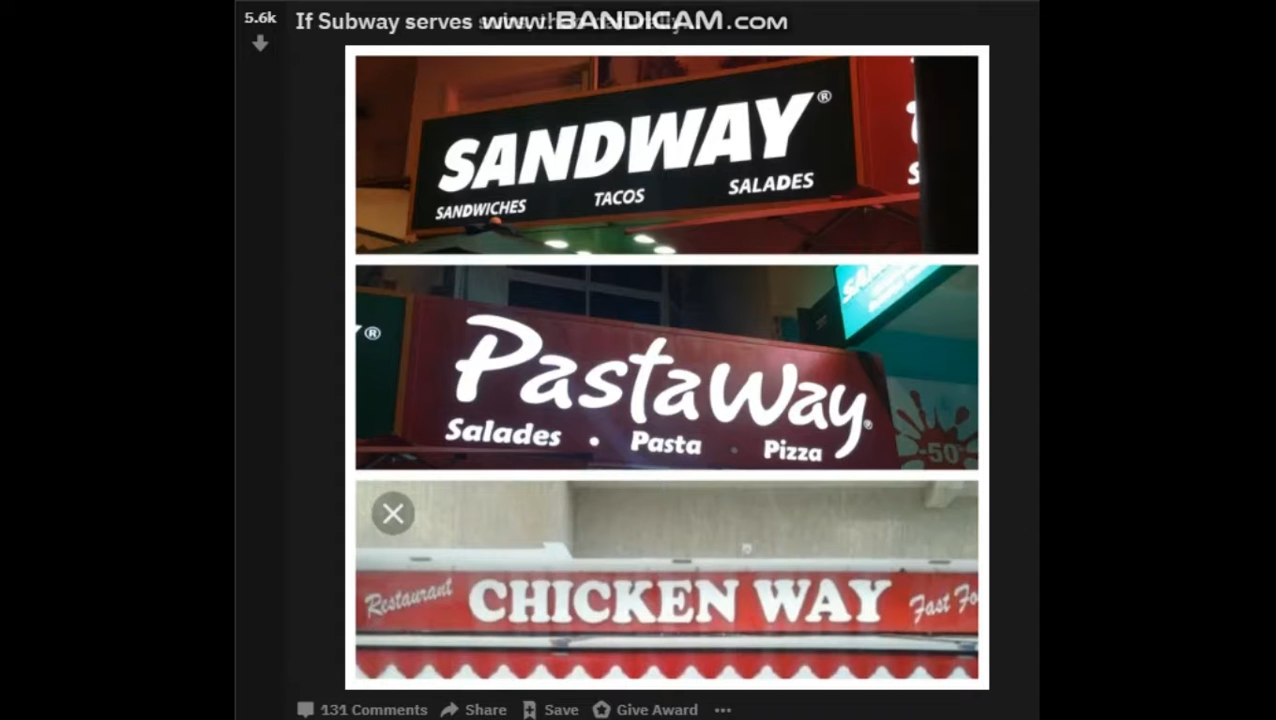 5.6k
If Subway serves www.BANDICAM.COM
SANDWAY®
SANDWICHES TACOS SALADES
®
PastaWay®
Salades • Pasta • Pizza
-50
Restaurant CHICKEN WAY Fast Fo
131 Comments Share Save Give Award ...